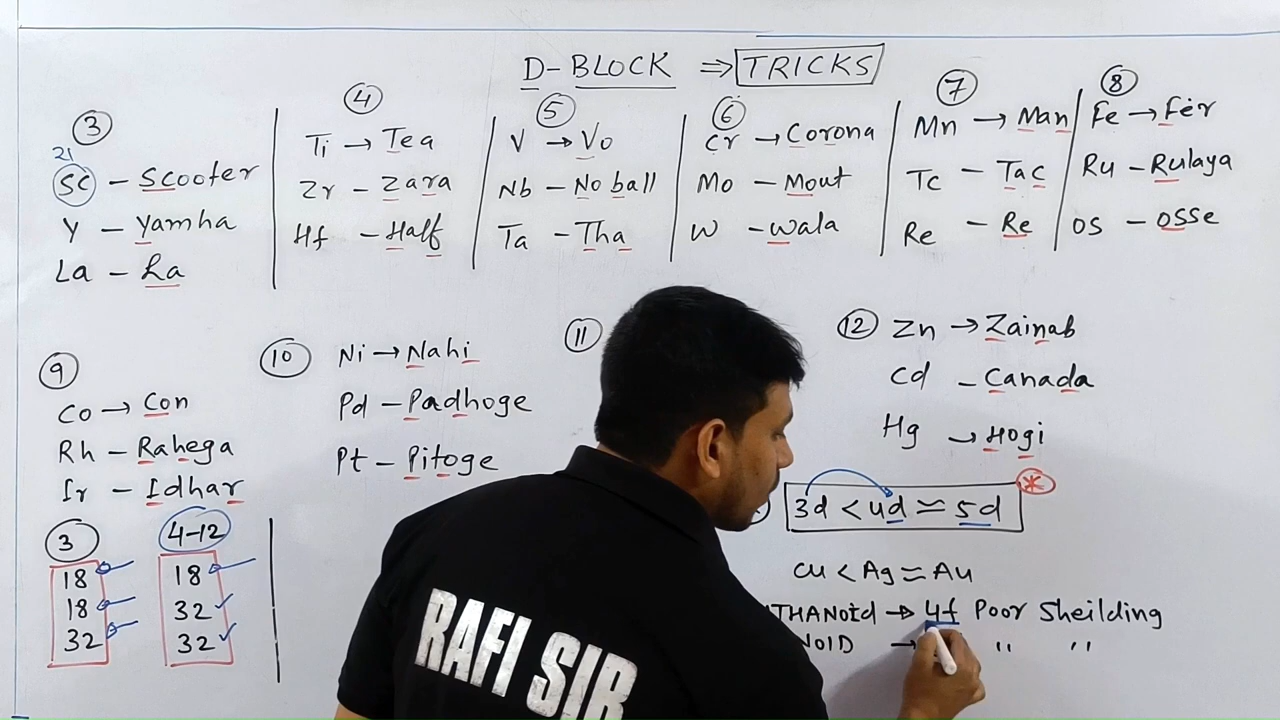 D-BLOCK ⇒ TRICKS
3
21
Sc - Scooter
Y - Yamha
La - La
4
Ti → Tea
Zr - Zara
Hf - Half
5
V → Vo
Nb - No ball
Ta - Tha
6
Cr → Corona
Mo - Mout
W - wala
7
Mn → Man
Tc - Tac
Re - Re
8
Fe → Fer
Ru - Rulaya
OS - OSSe
9
Co → Con
Rh - Rahega
Ir - Idhar
10
Ni → Nahi
Pd - Padhoge
Pt - Pitoge
11
12
Zn → Zainab
Cd - Canada
Hg → Hogi
3
18
18
32
4-12
18
32
32
3d < 4d ≃ 5d *
Cu < Ag ≃ Au
THANoid → 4f Poor Sheilding
NOID → " "
RAFI SIR